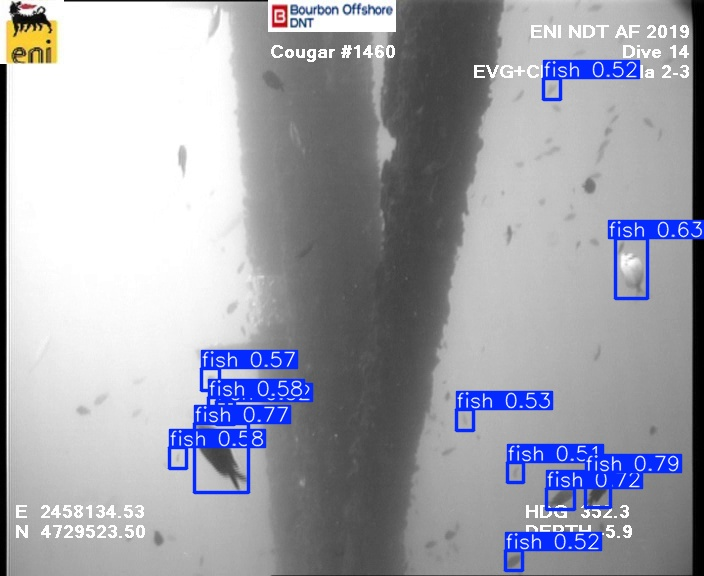 eni
Bourbon Offshore
DNT
Cougar #1460
ENI NDT AF 2019
Dive 14
la 2-3
fish 0.52
fish 0.63
fish 0.57
fish 0.58
fish 0.77
fish 0.58
fish 0.53
fish 0.51
fish 0.79
fish 0.72
E 2458134.53
N 4729523.50
HDG 352.3
DEPTH 5.9
fish 0.52